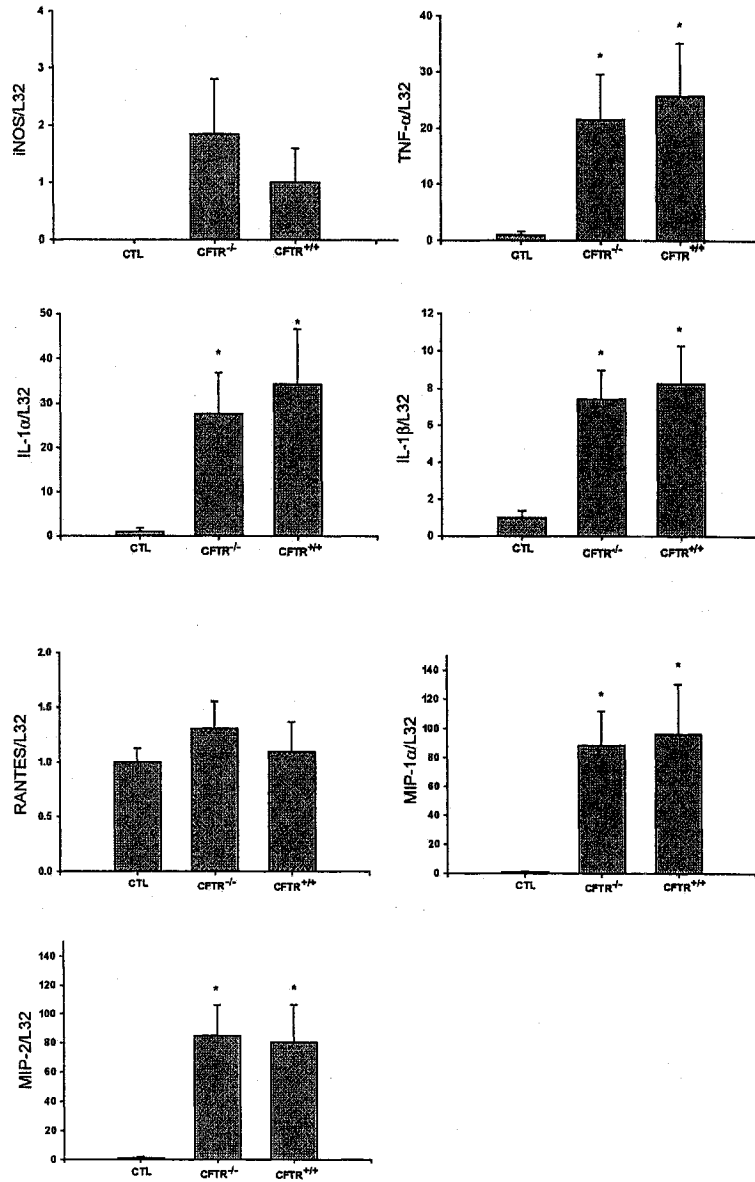 iNOS/L32
4
3
2
1
0
CTL
CFTR-/-
CFTR+/+
TNF-α/L32
40
30
20
10
0
*
*
CTL
CFTR-/-
CFTR+/+
IL-1α/L32
50
40
30
20
10
0
*
*
CTL
CFTR-/-
CFTR+/+
IL-1β/L32
12
10
8
6
4
2
0
*
*
CTL
CFTR-/-
CFTR+/+
RANTES/L32
2.0
1.5
1.0
0.5
0.0
CTL
CFTR-/-
CFTR+/+
MIP-1α/L32
140
120
100
80
60
40
20
0
*
*
CTL
CFTR-/-
CFTR+/+
MIP-2/L32
140
120
100
80
60
40
20
0
*
*
CTL
CFTR-/-
CFTR+/+